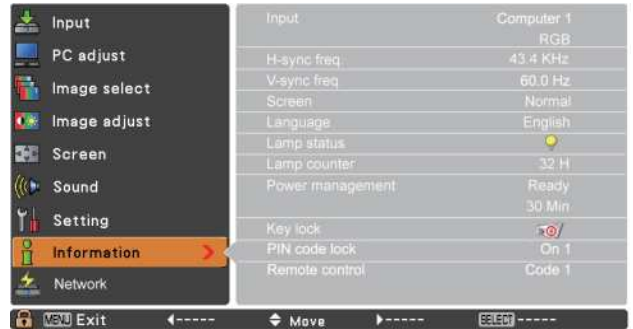 Input
PC adjust
Image select
Image adjust
Screen
Sound
Setting
Information
Network
Input Computer 1
RGB
H-sync freq. 43.4 KHz
V-sync freq. 60.0 Hz
Screen Normal
Language English
Lamp status
Lamp counter 32 H
Power management Ready
30 Min
Key lock
PIN code lock On 1
Remote control Code 1
MENU Exit ◄----- Move ►----- SELECT -----